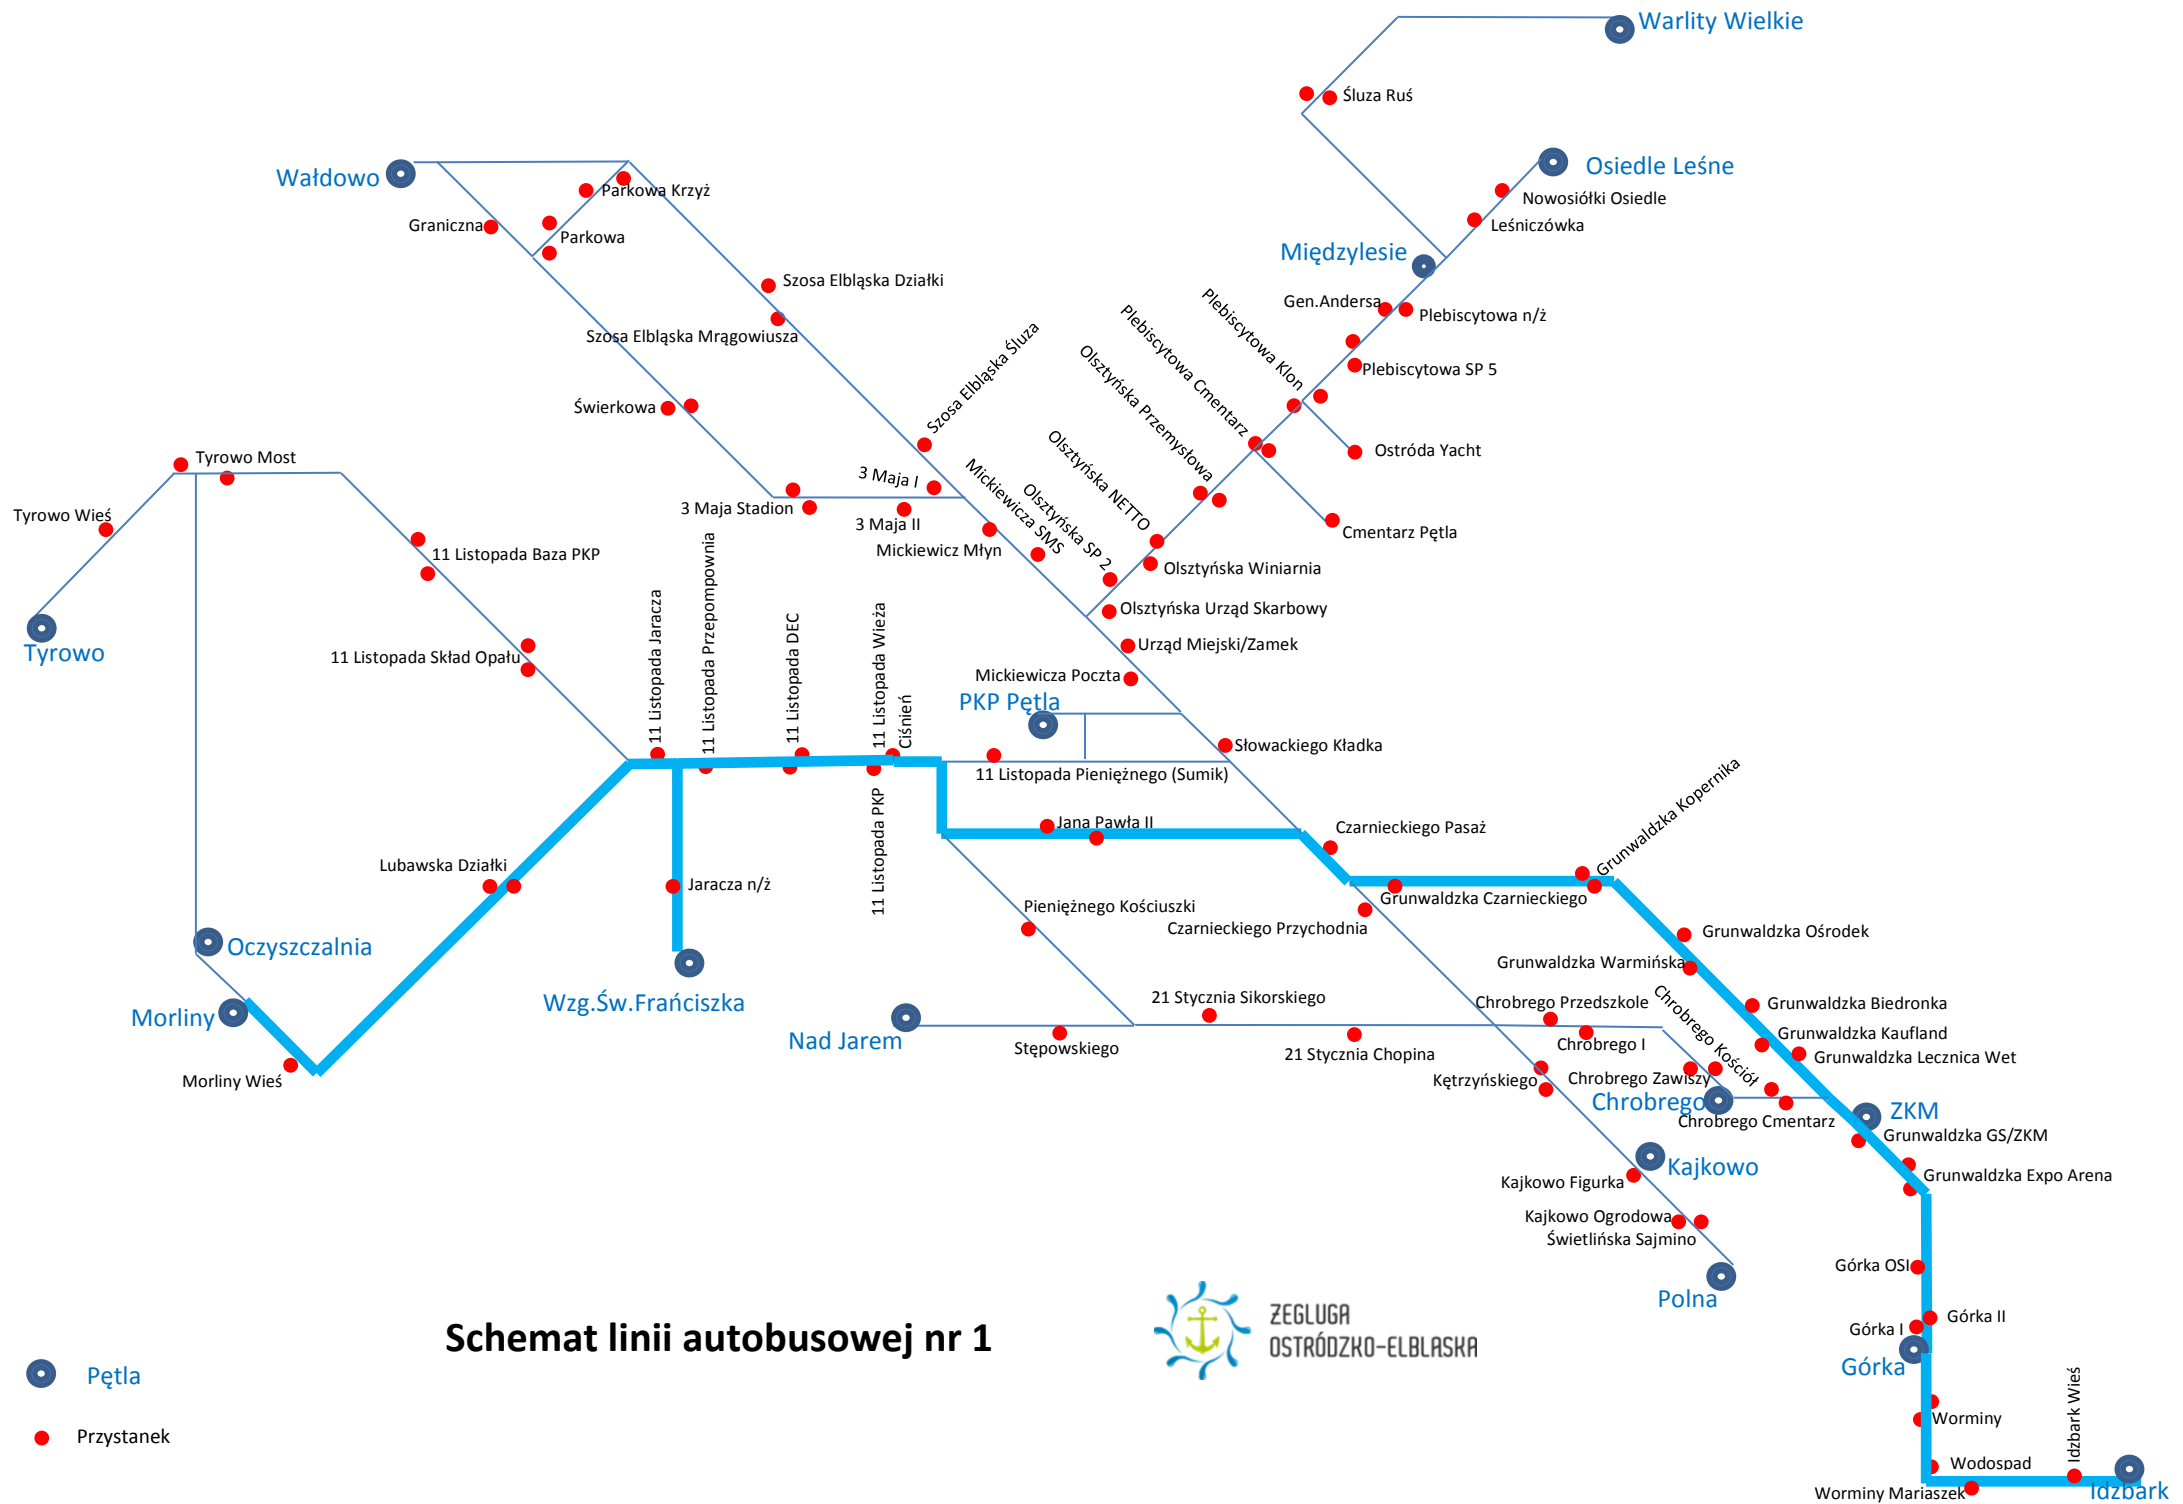 Warlity Wielkie
Śluza Ruś
Wałdowo
Parkowa Krzyż
Osiedle Leśne
Nowosiółki Osiedle
Graniczna
Parkowa
Leśniczówka
Międzylesie
Szosa Elbląska Działki
Gen.Andersa
Plebiscytowa n/ż
Szosa Elbląska Mrągowiusza
Szosa Elbląska Śluza
Plebiscytowa Klon
Plebiscytowa Cmentarz
Olsztyńska Przemysłowa
Plebiscytowa SP 5
Świerkowa
Olsztyńska NETTO
Ostróda Yacht
Tyrowo Most
3 Maja I
Mickiewicza SMS
Olsztyńska SP 2
Tyrowo Wieś
3 Maja Stadion
3 Maja II
Cmentarz Pętla
11 Listopada Baza PKP
Mickiewicz Młyn
Olsztyńska Winiarnia
Olsztyńska Urząd Skarbowy
Tyrowo
11 Listopada Skład Opału
11 Listopada Jaracza
11 Listopada Przepompownia
11 Listopada DEC
11 Listopada Wieża
Ciśnień
Urząd Miejski/Zamek
Mickiewicza Poczta
PKP Pętla
Słowackiego Kładka
11 Listopada Pieniężnego (Sumik)
Grunwaldzka Kopernika
Jana Pawła II
Czarnieckiego Pasaż
11 Listopada PKP
Lubawska Działki
Jaracza n/ż
Grunwaldzka Czarnieckiego
Pieniężnego Kościuszki
Czarnieckiego Przychodnia
Grunwaldzka Ośrodek
Oczyszczalnia
Grunwaldzka Warmińska
Wzg.Św.Frańciszka
21 Stycznia Sikorskiego
Chrobrego Przedszkole
Chrobrego Kościół
Grunwaldzka Biedronka
Morliny
Nad Jarem
Stępowskiego
21 Stycznia Chopina
Chrobrego I
Grunwaldzka Kaufland
Grunwaldzka Lecznica Wet
Morliny Wieś
Kętrzyńskiego
Chrobrego Zawiszy
Chrobrego
Chrobrego Cmentarz
ZKM
Grunwaldzka GS/ZKM
Kajkowo
Kajkowo Figurka
Grunwaldzka Expo Arena
Kajkowo Ogrodowa
Świetlińska Sajmino
Górka OSI
Polna
Górka II
Górka I
Górka
Schemat linii autobusowej nr 1
ŻEGLUGA
OSTRÓDZKO-ELBLASKA
Pętla
Przystanek
Worminy
Idzbark Wieś
Wodospad
Worminy Mariaszek
Idzbark